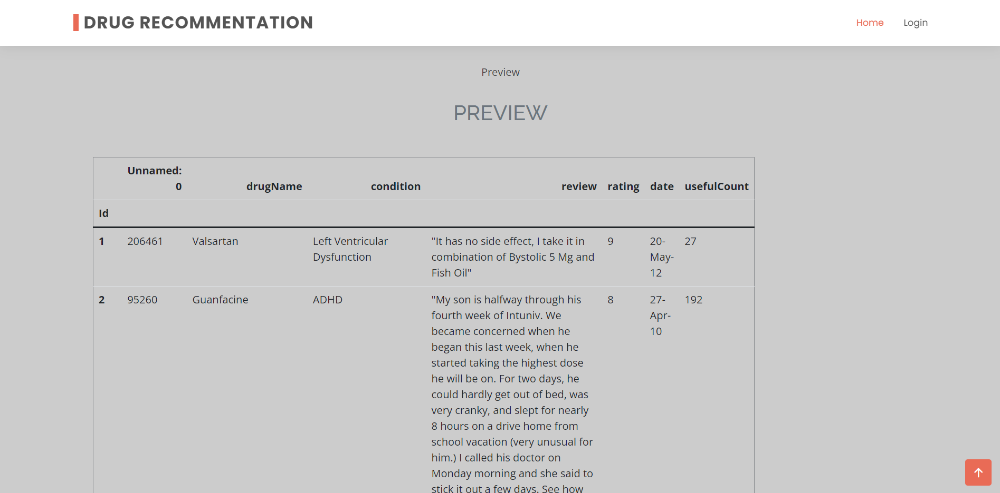 DRUG RECOMMENTATION
Home Login
Preview
PREVIEW
Unnamed: 0 drugName condition review rating date usefulCount
Id
1 206461 Valsartan Left Ventricular "It has no side effect, I take it in 9 20- 27
Dysfunction combination of Bystolic 5 Mg and May-
Fish Oil" 12
2 95260 Guanfacine ADHD "My son is halfway through his 8 27- 192
fourth week of Intuniv. We Apr-
became concerned when he 10
began this last week, when he
started taking the highest dose
he will be on. For two days, he
could hardly get out of bed, was
very cranky, and slept for nearly
8 hours on a drive home from
school vacation (very unusual for
him.) I called his doctor on
Monday morning and she said to
stick it out a few days. See how